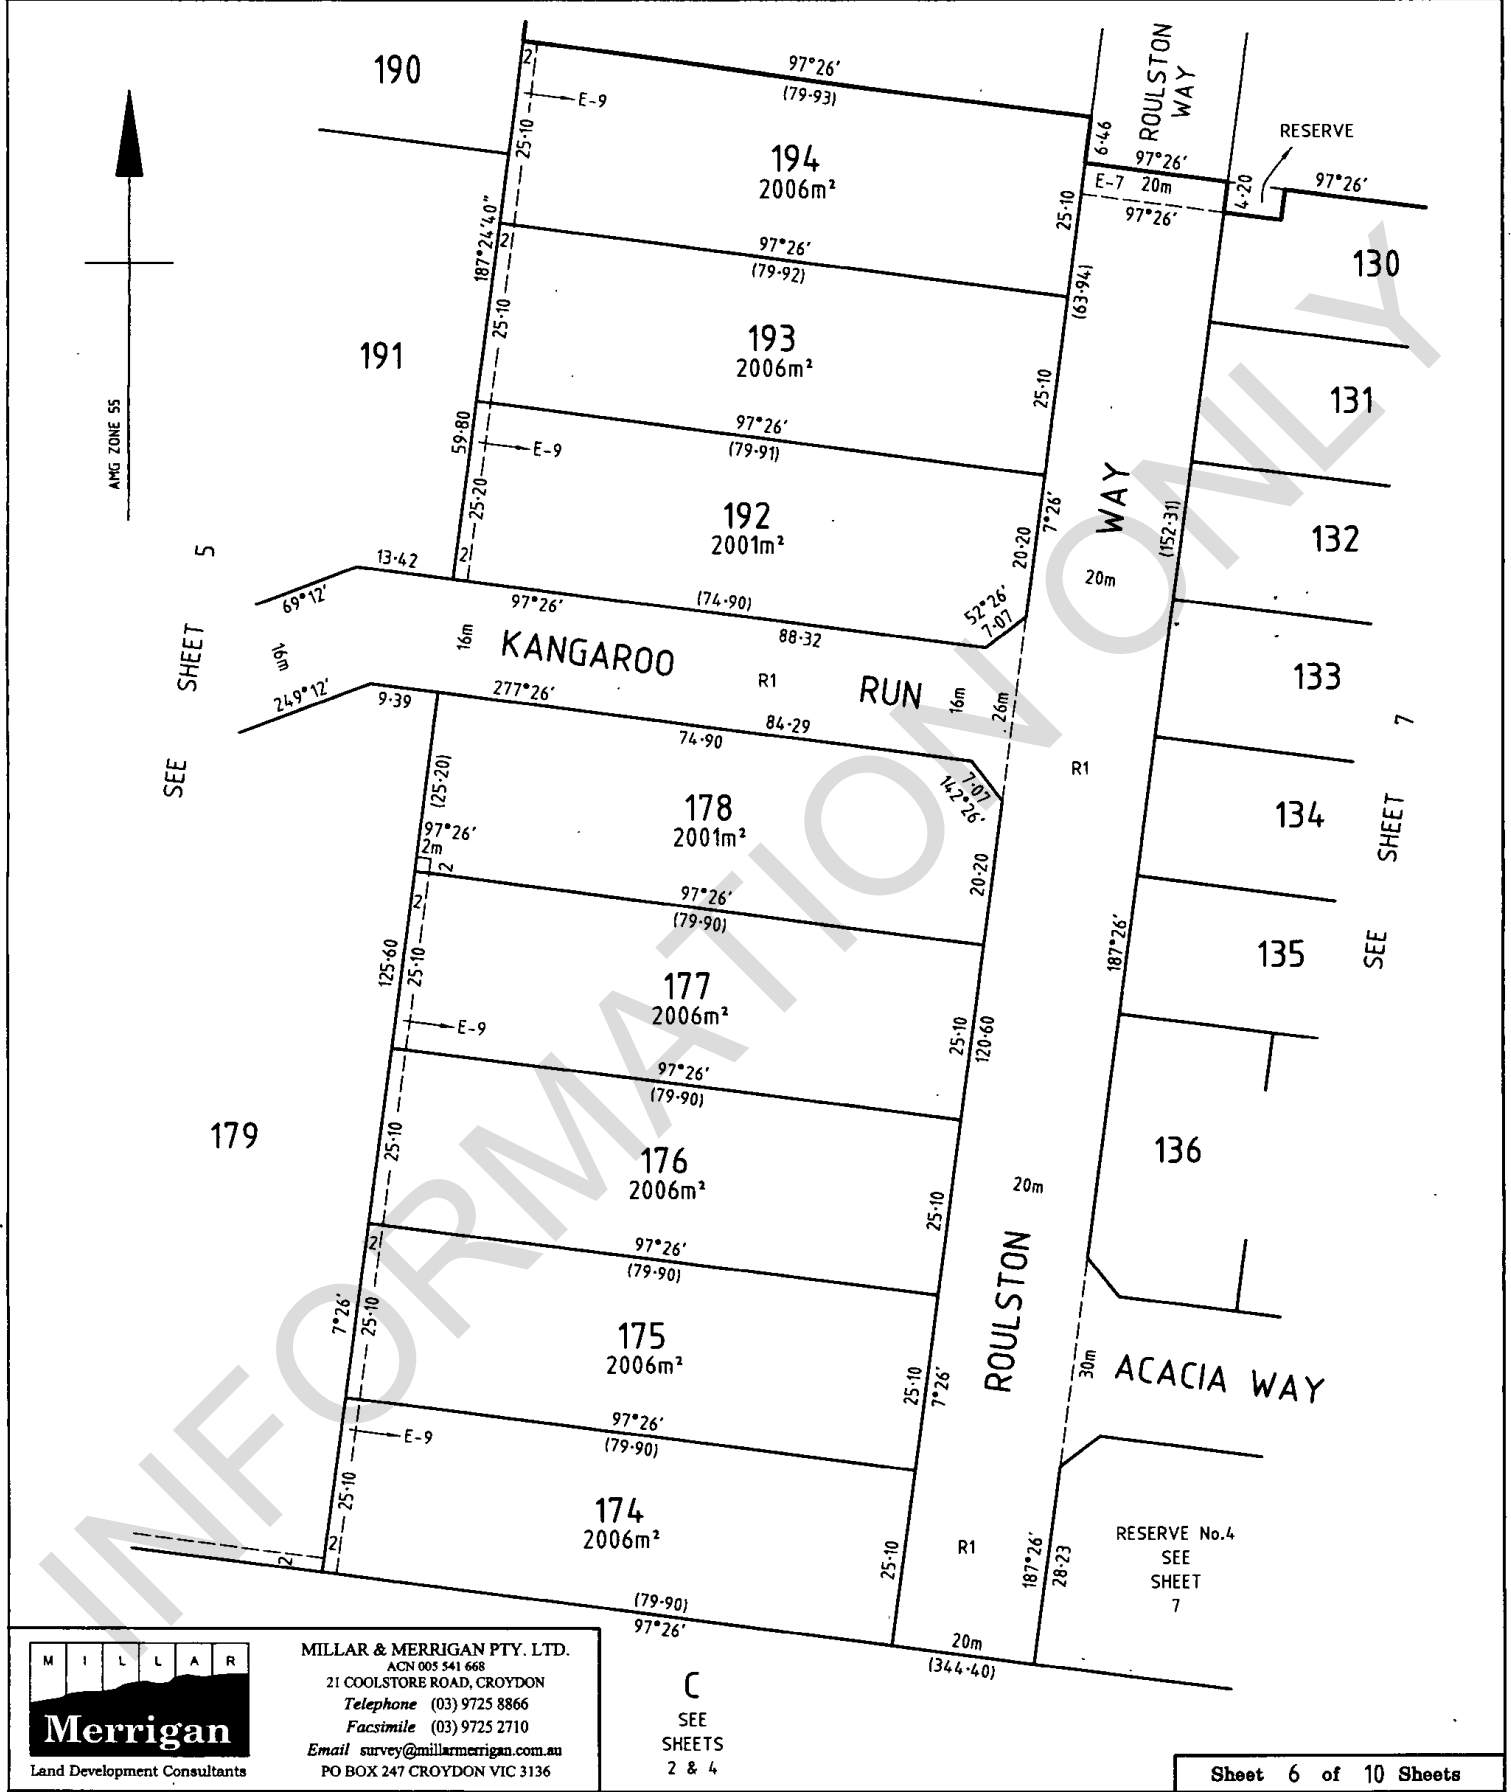 190
2
E-9
25·10
97°26'
(79·93)
194
2006m²
ROULSTON
WAY
6·46
RESERVE
97°26'
E-7 20m
97°26'
4·20
97°26'
25·10
187°24'40"
2
97°26'
(79·92)
(63·94)
130
191
25·10
193
2006m²
25·10
131
AMG ZONE 55
59·80
97°26'
(79·91)
E-9
25·20
192
2001m²
7°26'
20·20
WAY
(152·31)
132
20m
2
13·42
69°12'
97°26'
(74·90)
88·32
52°26'
7·07
SEE SHEET 5
16m
16m
KANGAROO RUN
R1
16m
26m
133
249°12'
9·39
277°26'
84·29
74·90
R1
SEE SHEET 7
(25·20)
7·07
142°26'
178
2001m²
134
97°26'
2m
2
20·20
97°26'
(79·90)
2
125·60
25·10
177
2006m²
187°26'
135
E-9
25·10
120·60
97°26'
(79·90)
179
25·10
176
2006m²
136
20m
25·10
97°26'
(79·90)
2
7°26'
25·10
175
2006m²
ROULSTON
30m
ACACIA WAY
25·10
7°26'
97°26'
(79·90)
E-9
25·10
174
2006m²
R1
25·10
187°26'
28·23
RESERVE No.4
SEE
SHEET
7
2
2
(79·90)
97°26'
20m
(344·40)
C
SEE
SHEETS
2 & 4
INFORMATION ONLY
MILLAR
Merrigan
Land Development Consultants
MILLAR & MERRIGAN PTY. LTD.
ACN 005 541 668
21 COOLSTORE ROAD, CROYDON
Telephone (03) 9725 8866
Facsimile (03) 9725 2710
Email survey@millarmerrigan.com.au
PO BOX 247 CROYDON VIC 3136
Sheet 6 of 10 Sheets